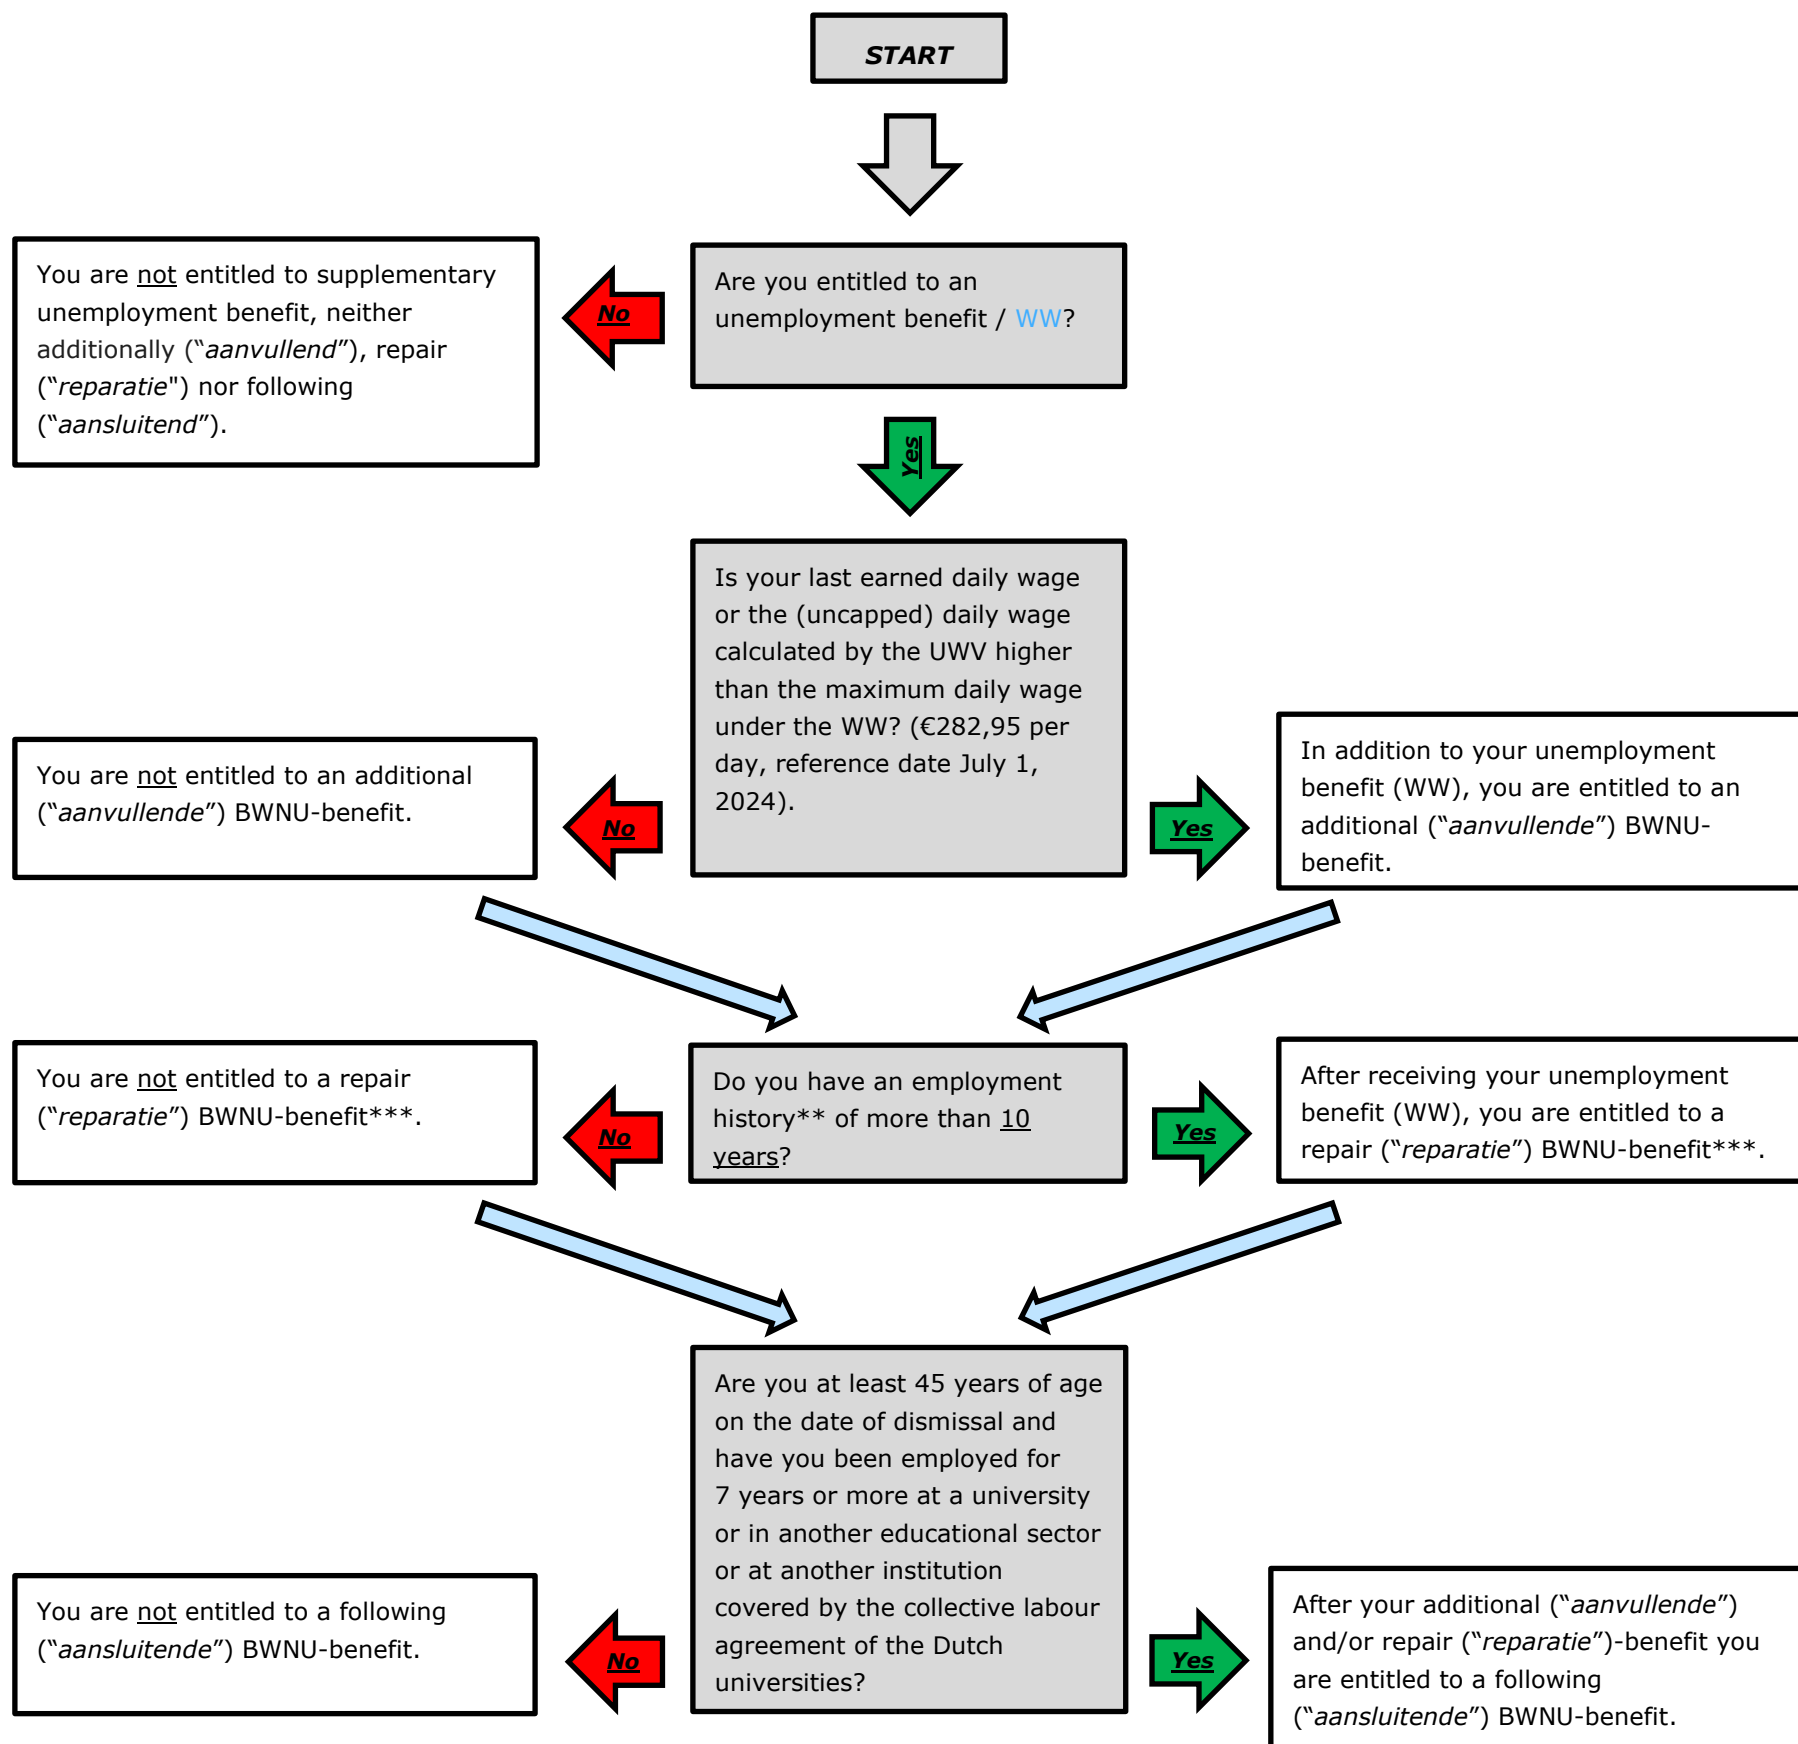 START
You are not entitled to supplementary
unemployment benefit, neither
additionally (“aanvullend”), repair
(“reparatie") nor following
(“aansluitend”).
No
Are you entitled to an
unemployment benefit / WW?
Yes
Is your last earned daily wage
or the (uncapped) daily wage
calculated by the UWV higher
than the maximum daily wage
under the WW? (€282,95 per
day, reference date July 1,
2024).
You are not entitled to an additional
(“aanvullende”) BWNU-benefit.
No
Yes
In addition to your unemployment
benefit (WW), you are entitled to an
additional (“aanvullende”) BWNU-
benefit.
You are not entitled to a repair
(“reparatie”) BWNU-benefit***.
No
Do you have an employment
history** of more than 10
years?
Yes
After receiving your unemployment
benefit (WW), you are entitled to a
repair (“reparatie”) BWNU-benefit***.
Are you at least 45 years of age
on the date of dismissal and
have you been employed for
7 years or more at a university
or in another educational sector
or at another institution
covered by the collective labour
agreement of the Dutch
universities?
You are not entitled to a following
(“aansluitende”) BWNU-benefit.
No
Yes
After your additional (“aanvullende”)
and/or repair (“reparatie”)-benefit you
are entitled to a following
(“aansluitende”) BWNU-benefit.